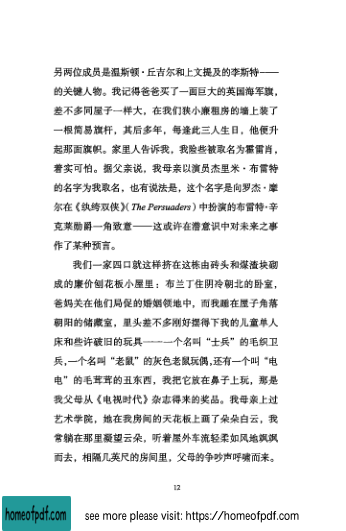 另两位成员是温斯顿·丘吉尔和上文提及的李斯特——
的关键人物。我记得爸爸买了一面巨大的英国海军旗，
差不多同屋子一样大，在我们狭小廉租房的墙上装了
一根简易旗杆，其后多年，每逢此三人生日，他便升
起那面旗帜。家里人告诉我，我险些被取名为霍雷肖，
着实可怕。据父亲说，我母亲以演员杰里米·布雷特
的名字为我取名，也有说法是，这个名字是向罗杰·摩
尔在《纨绔双侠》（The Persuaders）中扮演的布雷特·辛
克莱勋爵一角致意——这或许在潜意识中对未来之事
作了某种预言。
我们一家四口就这样挤在这栋由砖头和煤渣块砌
成的廉价刨花板小屋里：布兰丁住阴冷朝北的卧室，
爸妈关在他们局促的婚姻领地中，而我睡在屋子角落
朝阳的储藏室，里头差不多刚好摆得下我的儿童单人
床和些许破旧的玩具——一个名叫“士兵”的毛织卫
兵，一个名叫“老鼠”的灰色老鼠玩偶，还有一个叫“电
电”的毛茸茸的丑东西，我把它放在鼻子上玩，那是
我父母从《电视时代》杂志得来的奖品。我母亲上过
艺术学院，她在我房间的天花板上画了朵朵白云，我
常躺在那里凝望云朵，听着屋外车流轻柔如风地飒飒
而去，相隔几英尺的房间里，父母的争吵声呼啸而来。
12
homeofpdf.com
see more please visit: https://homeofpdf.com